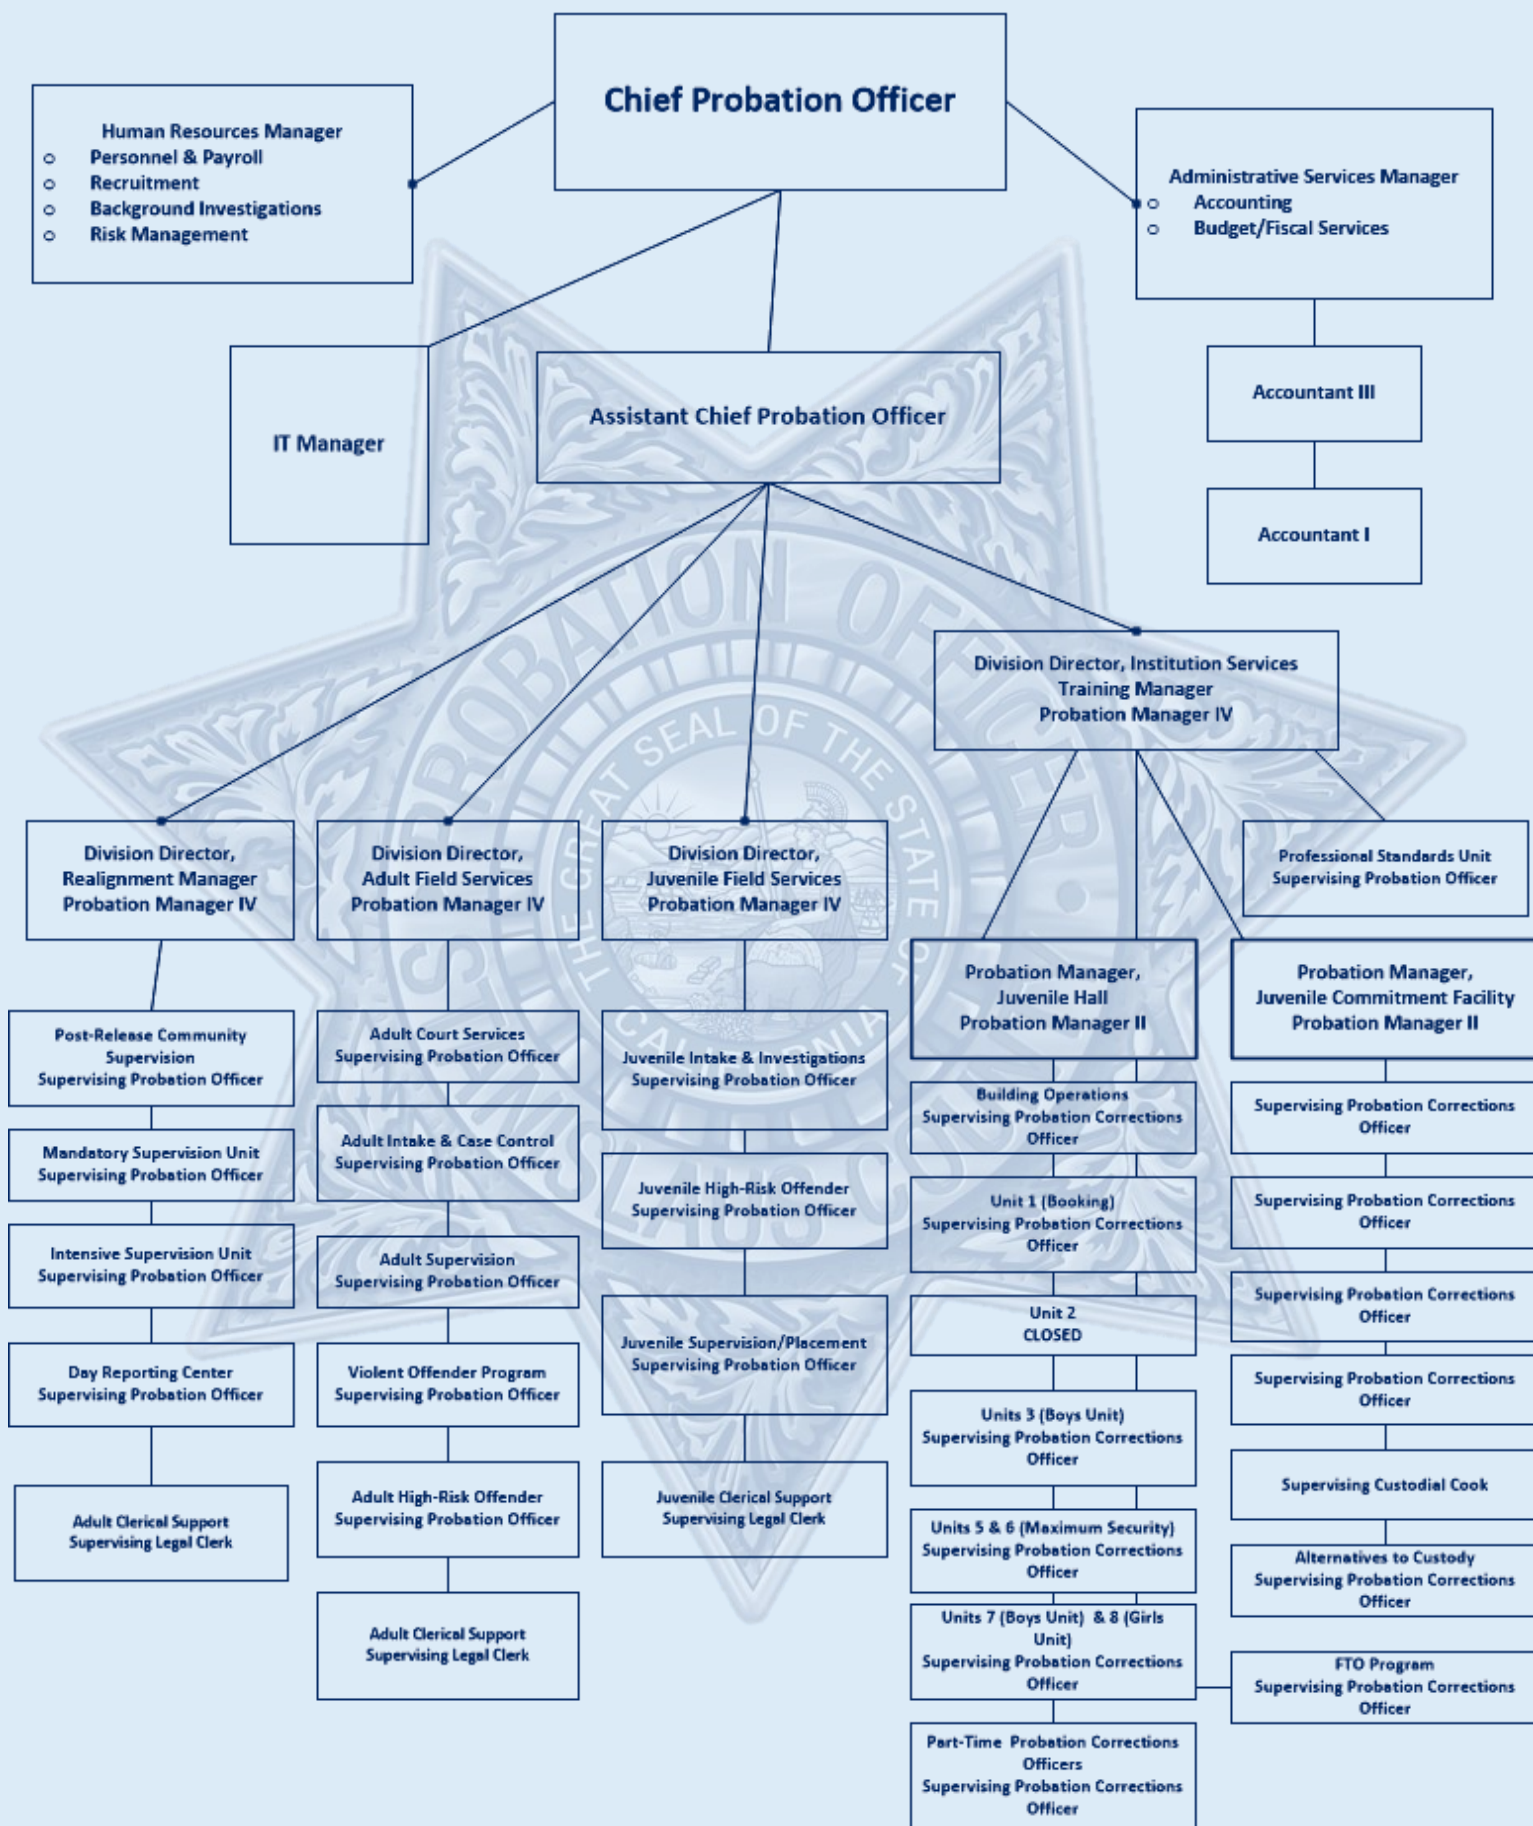 Chief Probation Officer
Human Resources Manager
o Personnel & Payroll
o Recruitment
o Background Investigations
o Risk Management
Administrative Services Manager
o Accounting
o Budget/Fiscal Services
IT Manager
Assistant Chief Probation Officer
Accountant III
Accountant I
Division Director, Institution Services
Training Manager
Probation Manager IV
Division Director,
Realignment Manager
Probation Manager IV
Division Director,
Adult Field Services
Probation Manager IV
Division Director,
Juvenile Field Services
Probation Manager IV
Professional Standards Unit
Supervising Probation Officer
Probation Manager,
Juvenile Hall
Probation Manager II
Probation Manager,
Juvenile Commitment Facility
Probation Manager II
Post-Release Community
Supervision
Supervising Probation Officer
Mandatory Supervision Unit
Supervising Probation Officer
Intensive Supervision Unit
Supervising Probation Officer
Day Reporting Center
Supervising Probation Officer
Adult Clerical Support
Supervising Legal Clerk
Adult Court Services
Supervising Probation Officer
Adult Intake & Case Control
Supervising Probation Officer
Adult Supervision
Supervising Probation Officer
Violent Offender Program
Supervising Probation Officer
Adult High-Risk Offender
Supervising Probation Officer
Adult Clerical Support
Supervising Legal Clerk
Juvenile Intake & Investigations
Supervising Probation Officer
Juvenile High-Risk Offender
Supervising Probation Officer
Juvenile Supervision/Placement
Supervising Probation Officer
Juvenile Clerical Support
Supervising Legal Clerk
Building Operations
Supervising Probation Corrections
Officer
Unit 1 (Booking)
Supervising Probation Corrections
Officer
Unit 2
CLOSED
Units 3 (Boys Unit)
Supervising Probation Corrections
Officer
Units 5 & 6 (Maximum Security)
Supervising Probation Corrections
Officer
Units 7 (Boys Unit) & 8 (Girls
Unit)
Supervising Probation Corrections
Officer
Part-Time Probation Corrections
Officers
Supervising Probation Corrections
Officer
Supervising Probation Corrections
Officer
Supervising Probation Corrections
Officer
Supervising Probation Corrections
Officer
Supervising Probation Corrections
Officer
Supervising Custodial Cook
Alternatives to Custody
Supervising Probation Corrections
Officer
FTO Program
Supervising Probation Corrections
Officer
PROBATION OFFICER
THE GREAT SEAL OF THE STATE OF CALIFORNIA